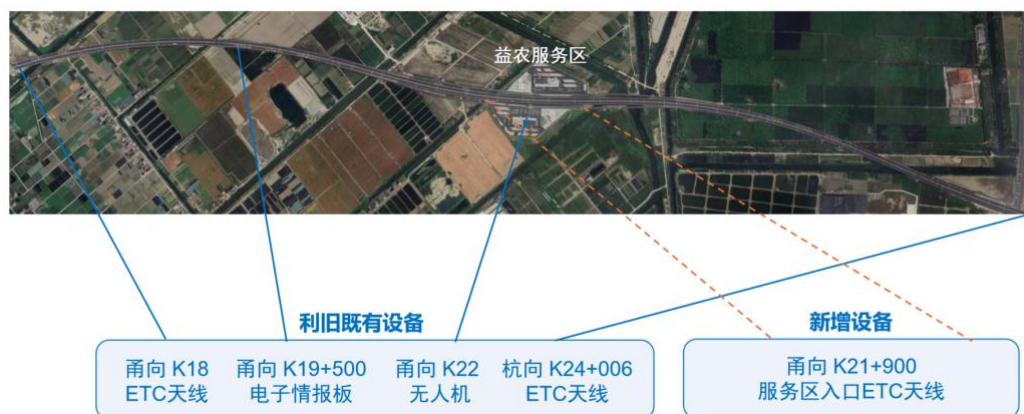 益农服务区
利旧既有设备
新增设备
甬向 K18
ETC天线
甬向 K19+500
电子情报板
甬向 K22
无人机
杭向 K24+006
ETC天线
甬向 K21+900
服务区入口ETC天线